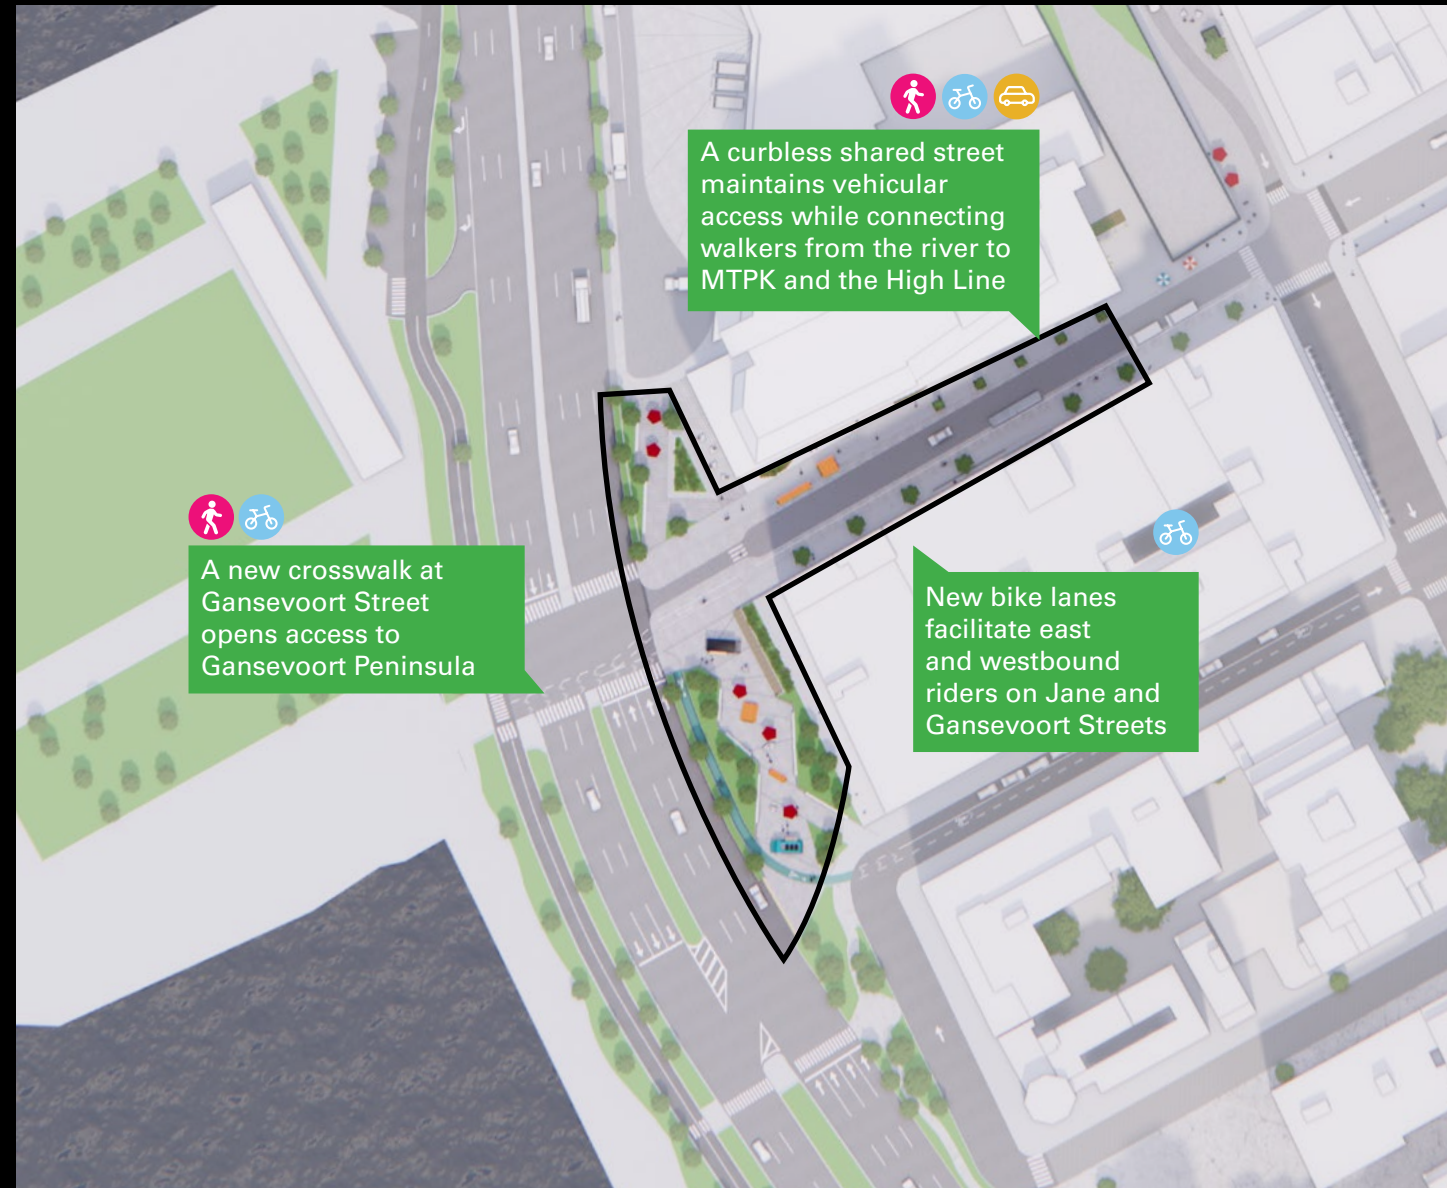 A curbless shared street
maintains vehicular
access while connecting
walkers from the river to
MTPK and the High Line
A new crosswalk at
Gansevoort Street
opens access to
Gansevoort Peninsula
New bike lanes
facilitate east
and westbound
riders on Jane and
Gansevoort Streets